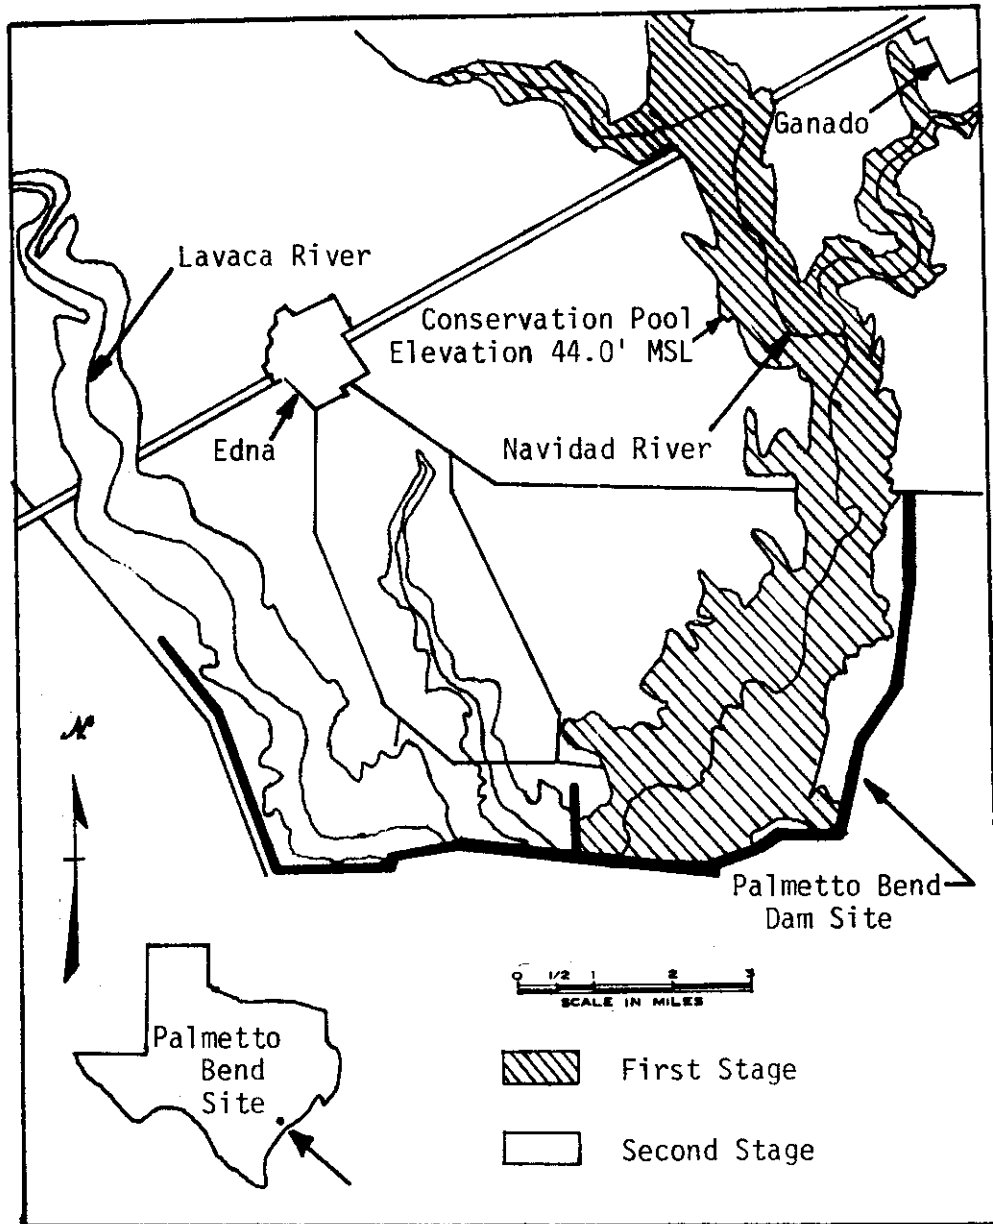 Ganado
Lavaca River
Conservation Pool
Elevation 44.0' MSL
Edna
Navidad River
N
Palmetto Bend
Dam Site
0 1/2 1 2 3
SCALE IN MILES
Palmetto
Bend
Site
First Stage
Second Stage